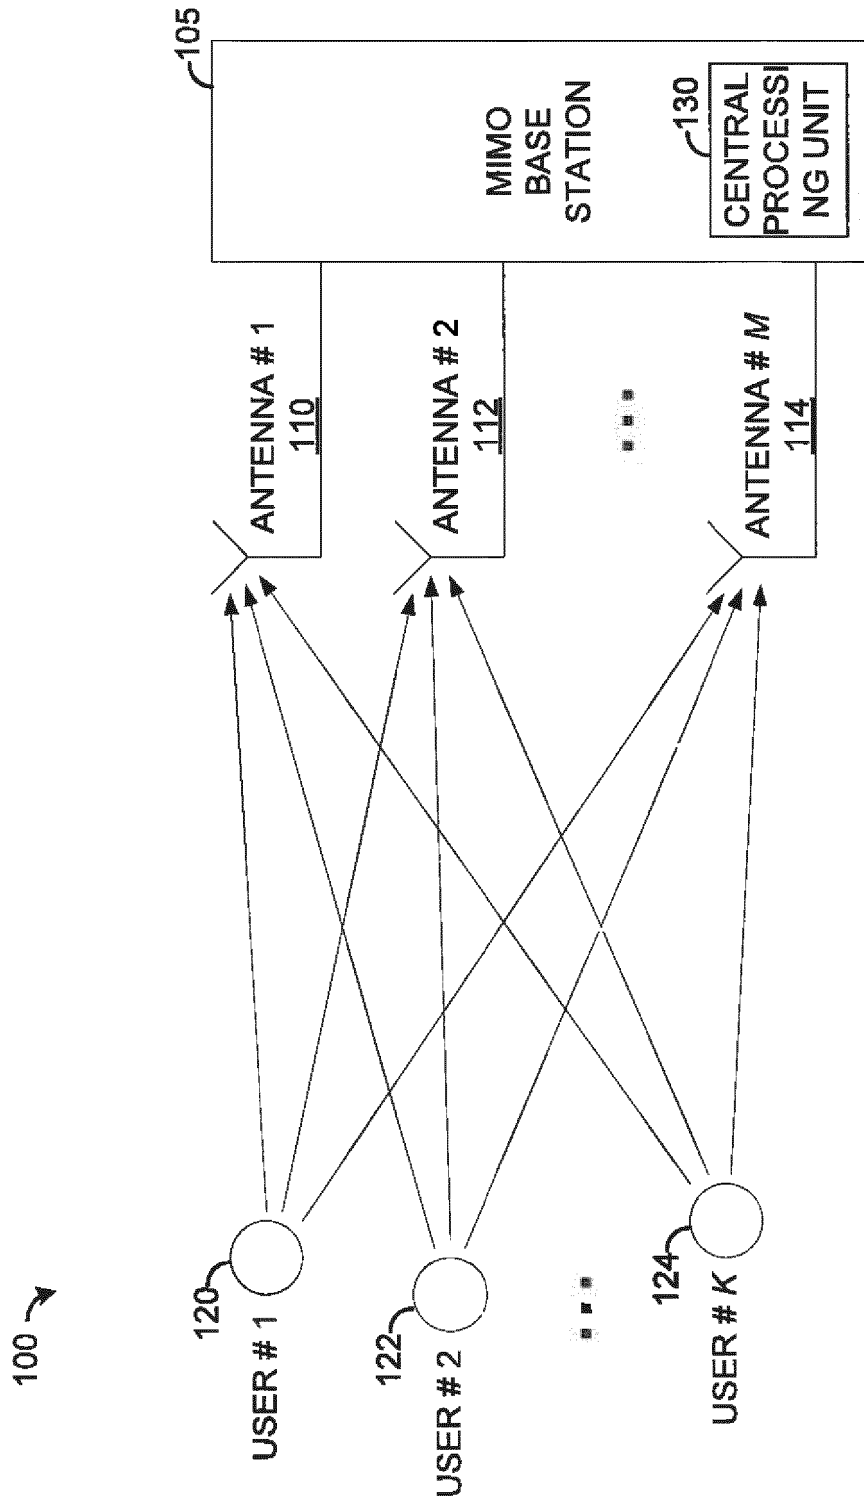 100
105
MIMO
BASE
STATION
130
CENTRAL
PROCESSI
NG UNIT
ANTENNA # 1
110
ANTENNA # 2
112
ANTENNA # M
114
120
USER # 1
122
USER # 2
124
USER # K